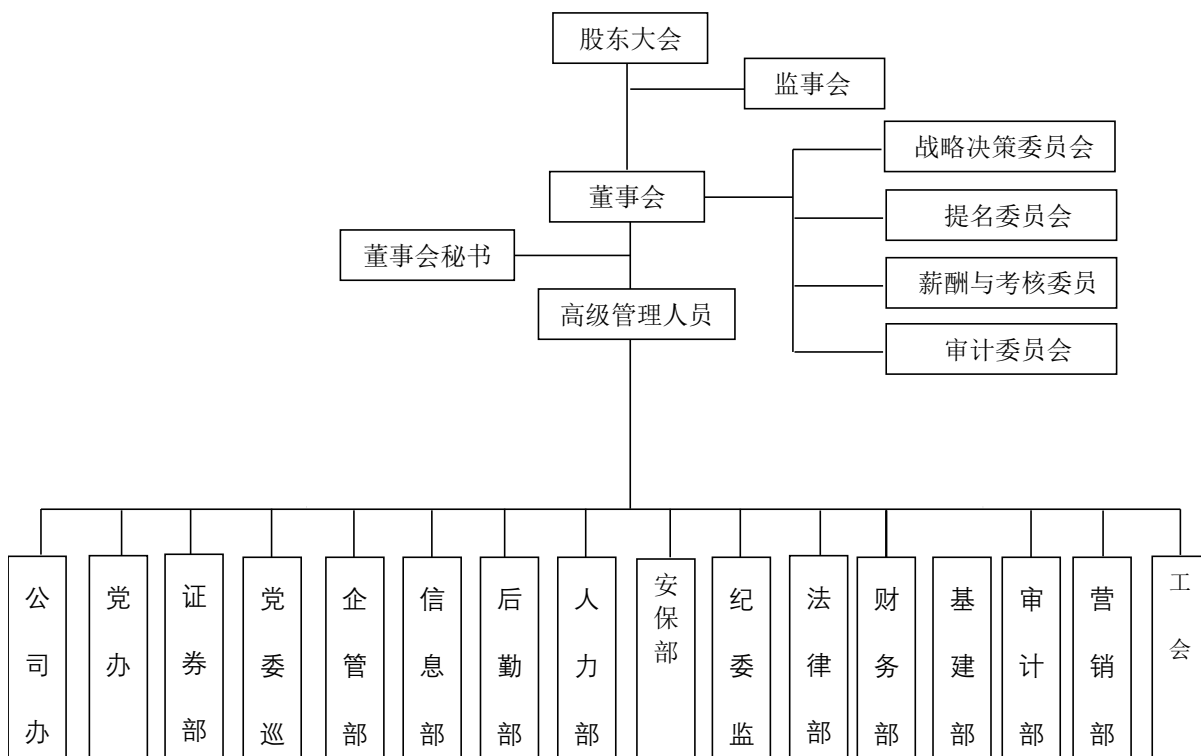 股东大会
监事会
战略决策委员会
董事会
提名委员会
董事会秘书
薪酬与考核委员
高级管理人员
审计委员会
公司办
党办
证券部
党委巡
企管部
信息部
后勤部
人力部
安保部
纪委监
法律部
财务部
基建部
审计部
营销部
工会